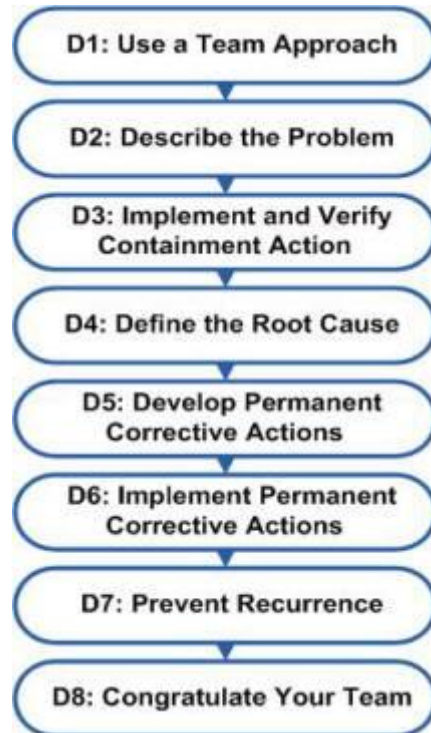 D1: Use a Team Approach
D2: Describe the Problem
D3: Implement and Verify
Containment Action
D4: Define the Root Cause
D5: Develop Permanent
Corrective Actions
D6: Implement Permanent
Corrective Actions
D7: Prevent Recurrence
D8: Congratulate Your Team